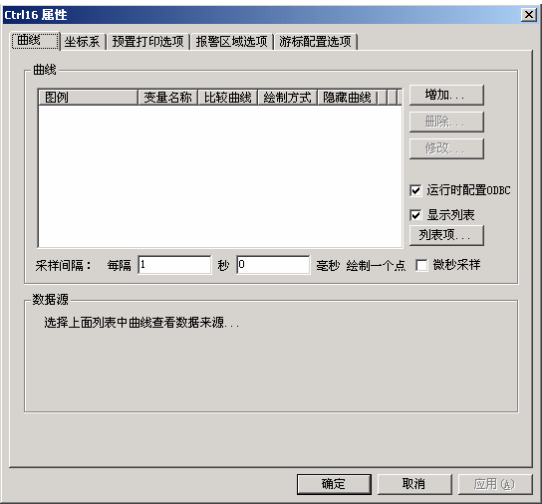 Ctrl16 属性
曲线 坐标系 预置打印选项 报警区域选项 游标配置选项
曲线
图例 变量名称 比较曲线 绘制方式 隐藏曲线
增加...
删除...
修改...
运行时配置ODBC
显示列表
列表项...
采样间隔： 每隔 1 秒 0 毫秒 绘制一个点 微秒采样
数据源
选择上面列表中曲线查看数据来源...
确定 取消 应用(A)